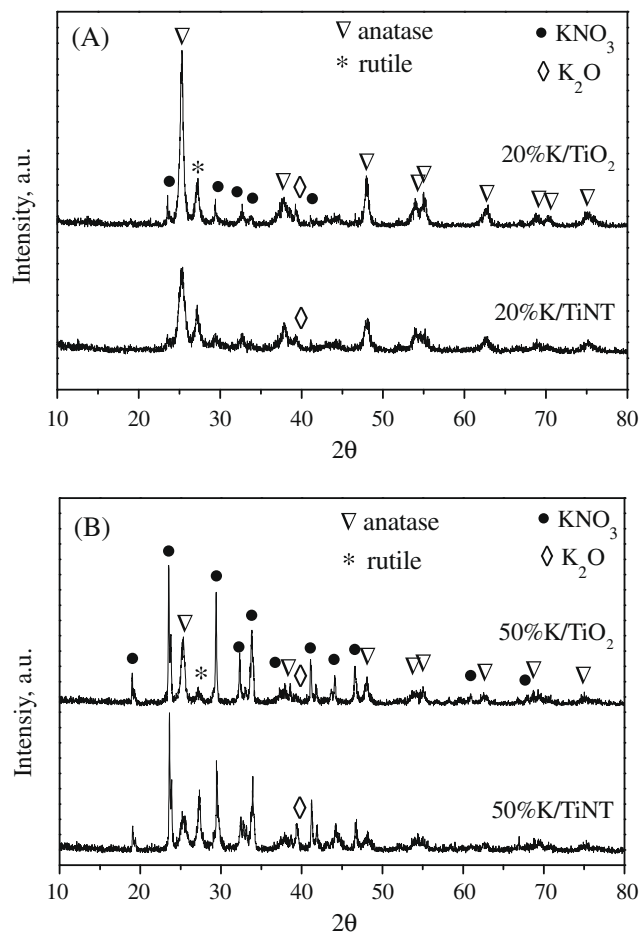 (A)
▽ anatase
● KNO₃
* rutile
◊ K₂O
20%K/TiO₂
20%K/TiNT
Intensity, a.u.
10 20 30 40 50 60 70 80
2θ
(B)
▽ anatase
● KNO₃
* rutile
◊ K₂O
50%K/TiO₂
50%K/TiNT
Intensiy, a.u.
10 20 30 40 50 60 70 80
2θ